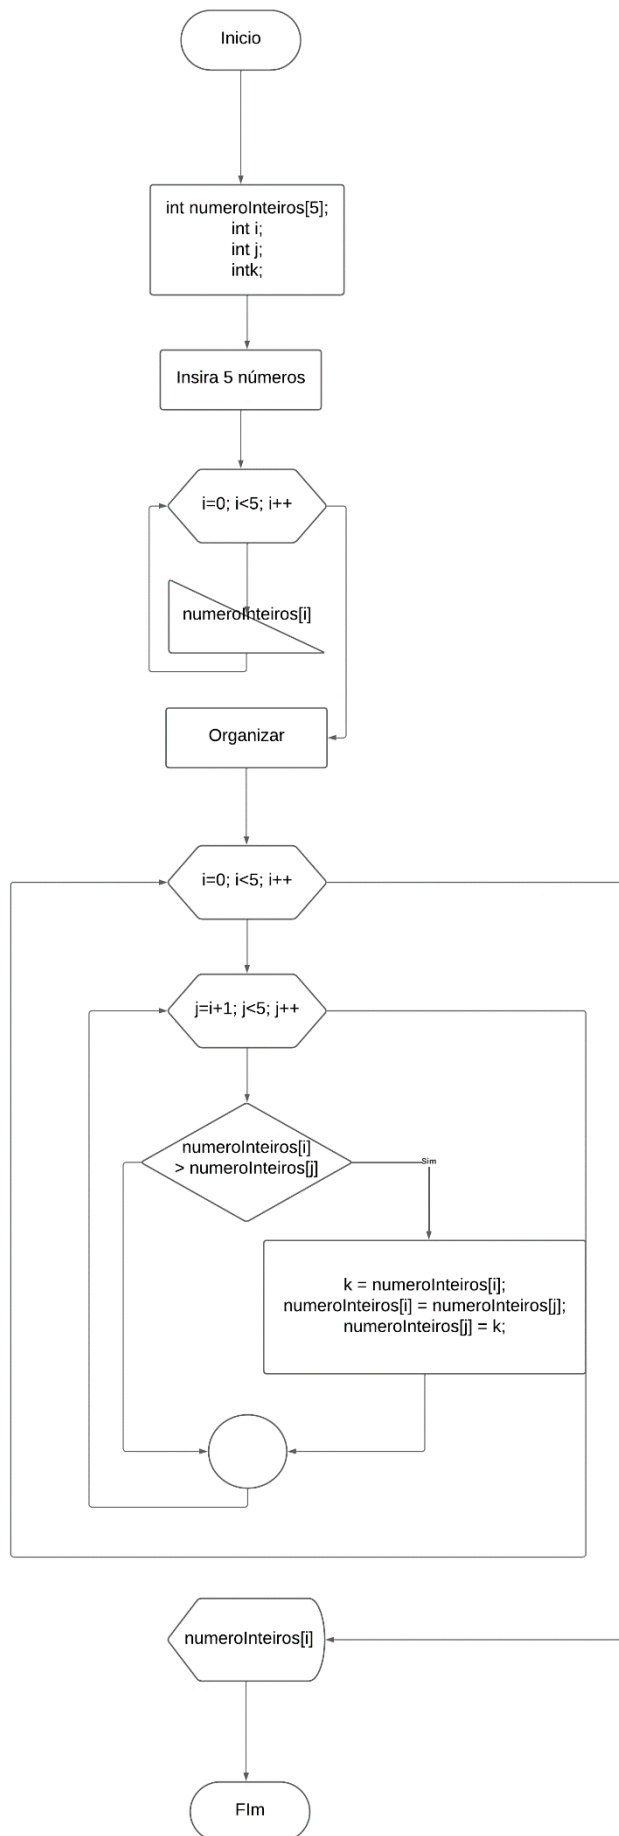 Inicio
int numeroInteiros[5];
int i;
int j;
intk;
Insira 5 números
i=0; i<5; i++
numeroInteiros[i]
Organizar
i=0; i<5; i++
j=i+1; j<5; j++
numeroInteiros[i]
> numeroInteiros[j]
Sim
k = numeroInteiros[i];
numeroInteiros[i] = numeroInteiros[j];
numeroInteiros[j] = k;
numeroInteiros[i]
FIm